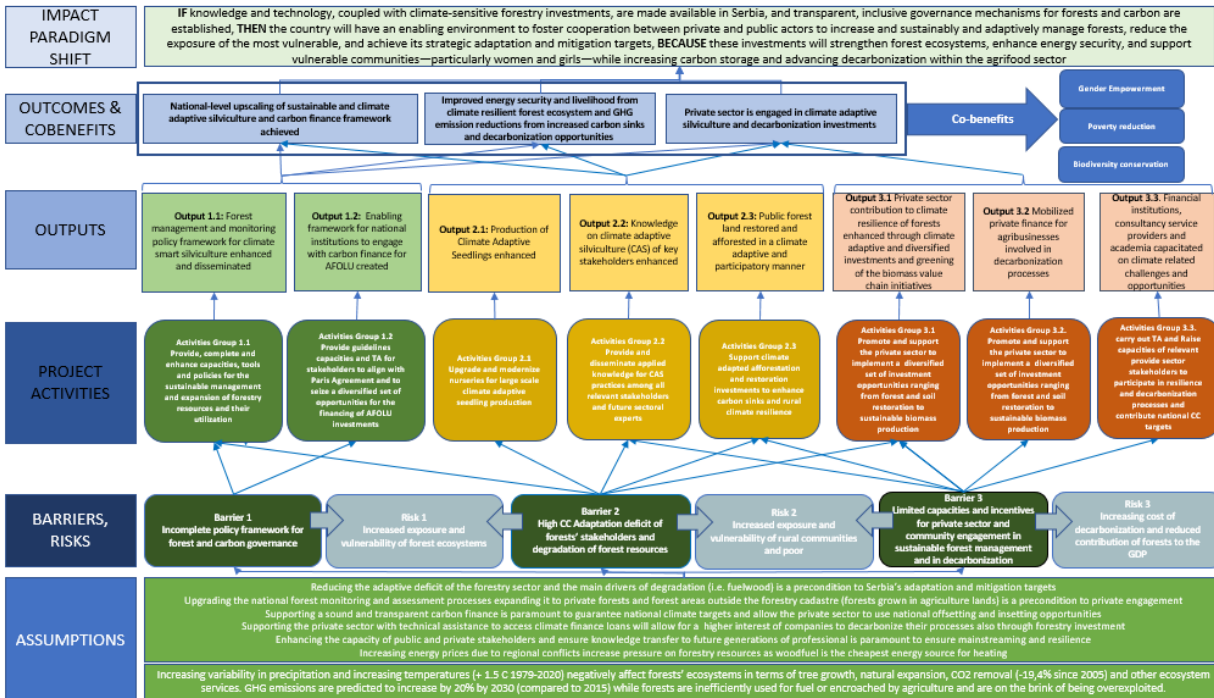 IMPACT
PARADIGM
SHIFT
IF knowledge and technology, coupled with climate-sensitive forestry investments, are made available in Serbia, and transparent, inclusive governance mechanisms for forests and carbon are
established, THEN the country will have an enabling environment to foster cooperation between private and public actors to increase and sustainably and adaptively manage forests, reduce the
exposure of the most vulnerable, and achieve its strategic adaptation and mitigation targets, BECAUSE these investments will strengthen forest ecosystems, enhance energy security, and support
vulnerable communities—particularly women and girls—while increasing carbon storage and advancing decarbonization within the agrifood sector
OUTCOMES &
COBENEFITS
National-level upscaling of sustainable and climate
adaptive silviculture and carbon finance framework
achieved
Improved energy security and livelihood from
climate resilient forest ecosystem and GHG
emission reductions from increased carbon sinks
and decarbonization opportunities
Private sector is engaged in climate adaptive
silviculture and decarbonization investments
Co-benefits
Gender Empowerment
Poverty reduction
Biodiversity conservation
OUTPUTS
Output 1.1: Forest
management and monitoring
policy framework for climate
smart silviculture enhanced
and disseminated
Output 1.2: Enabling
framework for national
institutions to engage
with carbon finance for
AFOLU created
Output 2.1: Production of
Climate Adaptive
Seedlings enhanced
Output 2.2: Knowledge
on climate adaptive
silviculture (CAS) of key
stakeholders enhanced
Output 2.3: Public forest
land restored and
afforested in a climate
adaptive and
participatory manner
Output 3.1 Private sector
contribution to climate
resilience of forests
enhanced through climate
adaptive and diversified
investments and greening
of the biomass value
chain initiatives
Output 3.2 Mobilized
private finance for
agribusinesses
involved in
decarbonization
processes
Output 3.3. Financial
institutions,
consultancy service
providers and
academia capacitated
on climate related
challenges and
opportunities
PROJECT
ACTIVITIES
Activities Group 1.1
Provide, complete and
enhance capacities, tools
and policies for the
sustainable management
and expansion of forestry
resources and their
utilization
Activities Group 1.2
Provide guidelines
capacities and TA for
stakeholders to align with
Paris Agreement and to
seize a diversified set of
opportunities for the
financing of AFOLU
investments
Activities Group 2.1
Upgrade and modernize
nurseries for large scale
climate adaptive
seedling production
Activities Group 2.2
Provide and
disseminate applied
knowledge for CAS
practices among all
relevant stakeholders
and future sectoral
experts
Activities Group 2.3
Support climate
adapted afforestation
and restoration
investments to enhance
carbon sinks and rural
climate resilience
Activities Group 3.1
Promote and support
the private sector to
implement a diversified
set of investment
opportunities ranging
from forest and soil
restoration to
sustainable biomass
production
Activities Group 3.2.
Promote and support
the private sector to
implement a diversified
set of investment
opportunities ranging
from forest and soil
restoration to
sustainable biomass
production
Activities Group 3.3.
carry out TA and Raise
capacities of relevant
provide sector
stakeholders to
participate in resilience
and decarbonization
processes and
contribute national CC
targets
BARRIERS,
RISKS
Barrier 1
Incomplete policy framework for
forest and carbon governance
Risk 1
Increased exposure and
vulnerability of forest ecosystems
Barrier 2
High CC Adaptation deficit of
forests' stakeholders and
degradation of forest resources
Risk 2
Increased exposure and
vulnerability of rural communities and
poor
Barrier 3
Limited capacities and incentives
for private sector and
community engagement in
sustainable forest management
and in decarbonization
Risk 3
Increasing cost of
decarbonization and reduced
contribution of forests to the
GDP
ASSUMPTIONS
Reducing the adaptive deficit of the forestry sector and the main drivers of degradation (i.e. fuelwood) is a precondition to Serbia's adaptation and mitigation targets
Upgrading the national forest monitoring and assessment processes expanding it to private forests and forest areas outside the forestry cadastre (forests grown in agriculture lands) is a precondition to private engagement
Supporting a sound and transparent carbon finance is paramount to guarantee national climate targets and allow the private sector to use national offsetting and insetting opportunities
Supporting the private sector with technical assistance to access climate finance loans will allow for a higher interest of companies to decarbonize their processes also through forestry investment
Enhancing the capacity of public and private stakeholders and ensure knowledge transfer to future generations of professional is paramount to ensure mainstreaming and resilience
Increasing energy prices due to regional conflicts increase pressure on forestry resources as woodfuel is the cheapest energy source for heating
Increasing variability in precipitation and increasing temperatures (+ 1.5 C 1979-2020) negatively affect forests' ecosystems in terms of tree growth, natural expansion, CO2 removal (-19,4% since 2005) and other ecosystem
services. GHG emissions are predicted to increase by 20% by 2030 (compared to 2015) while forests are inefficiently used for fuel or encroached by agriculture and are on the brink of being overexploited.